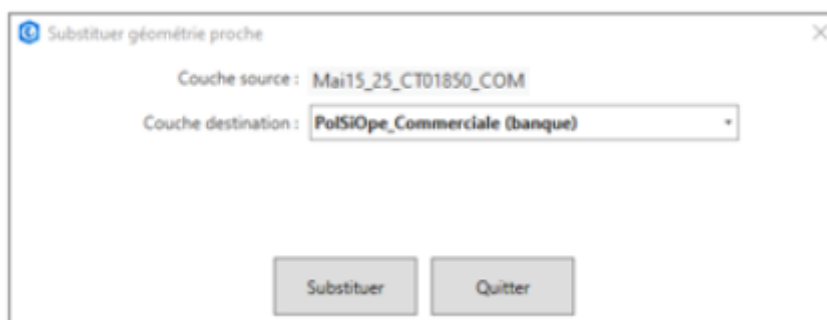 Substituer géométrie proche
Couche source : Mai15_25_CT01850_COM
Couche destination : PolSiOpe_Commerciale (banque)
Substituer Quitter